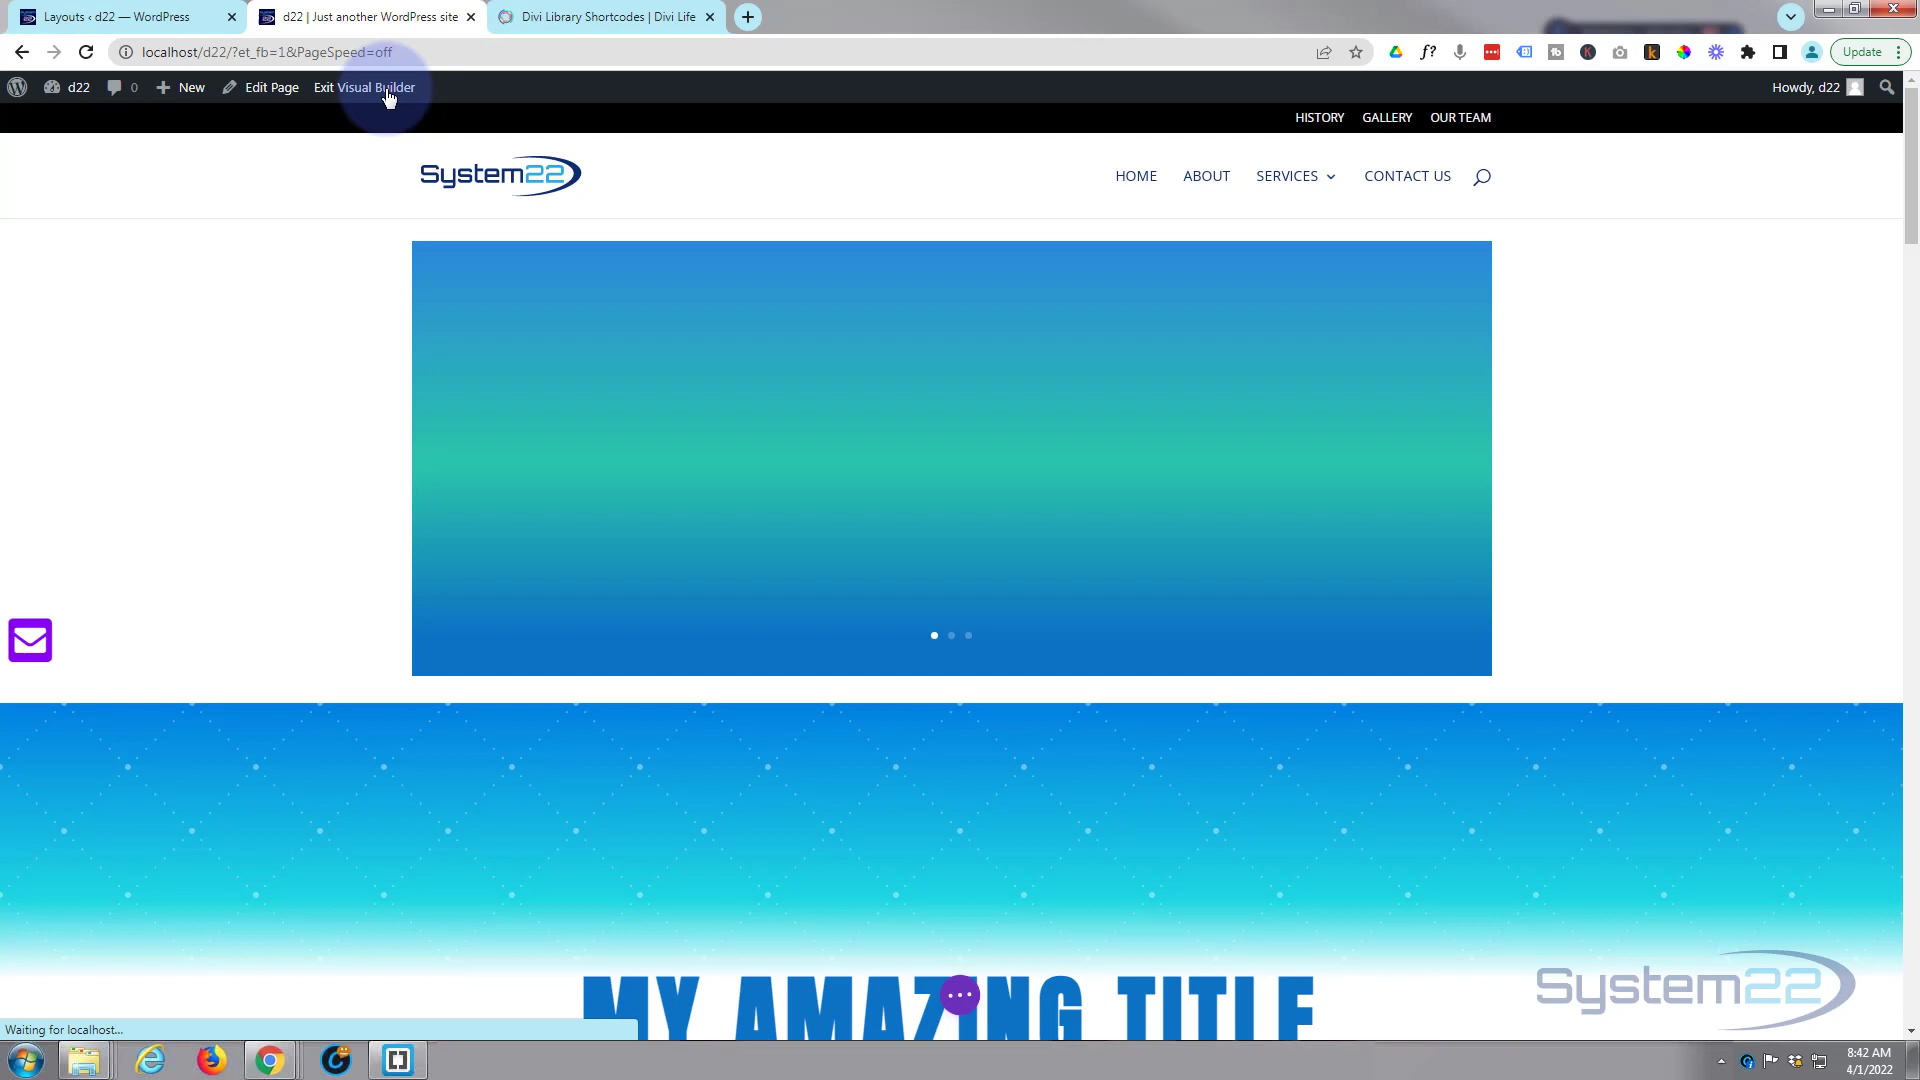 Layouts ‹ d22 — WordPress
d22 | Just another WordPress site
Divi Library Shortcodes | Divi Life
localhost/d22/?et_fb=1&PageSpeed=off
Update
d22
0
New
Edit Page
Exit Visual Builder
Howdy, d22
HISTORY
GALLERY
OUR TEAM
System22
HOME
ABOUT
SERVICES
CONTACT US
MY AMAZING TITLE
System22
Waiting for localhost...
8:42 AM
4/1/2022